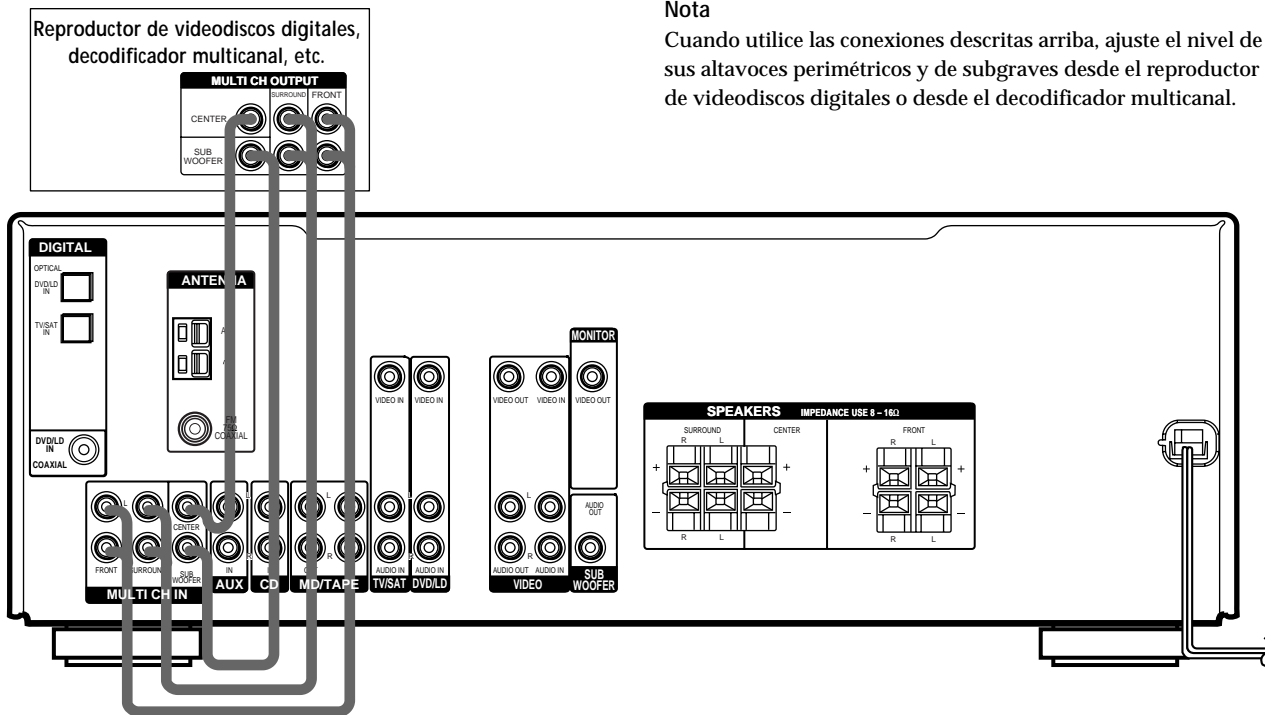 Reproductor de videodiscos digitales,
decodificador multicanal, etc.
MULTI CH OUTPUT
SURROUND
FRONT
CENTER
SUB
WOOFER
Nota
Cuando utilice las conexiones descritas arriba, ajuste el nivel de
sus altavoces perimétricos y de subgraves desde el reproductor
de videodiscos digitales o desde el decodificador multicanal.
DIGITAL
OPTICAL
DVD/LD
IN
TV/SAT
IN
DVD/LD
IN
COAXIAL
ANTENNA
FM
75Ω
COAXIAL
L
CENTER
FRONT
SURROUND
SUB
WOOFER
MULTI CH IN
L
R
IN
AUX
CD
L
R
MD/TAPE
VIDEO IN
L
R
AUDIO IN
TV/SAT
VIDEO IN
AUDIO IN
DVD/LD
VIDEO OUT
VIDEO IN
L
R
AUDIO OUT
AUDIO IN
VIDEO
MONITOR
VIDEO OUT
AUDIO
OUT
SUB
WOOFER
SPEAKERS IMPEDANCE USE 8 – 16Ω
SURROUND
CENTER
FRONT
R L
R L
+ +
+ +
– –
– –
R L
R L